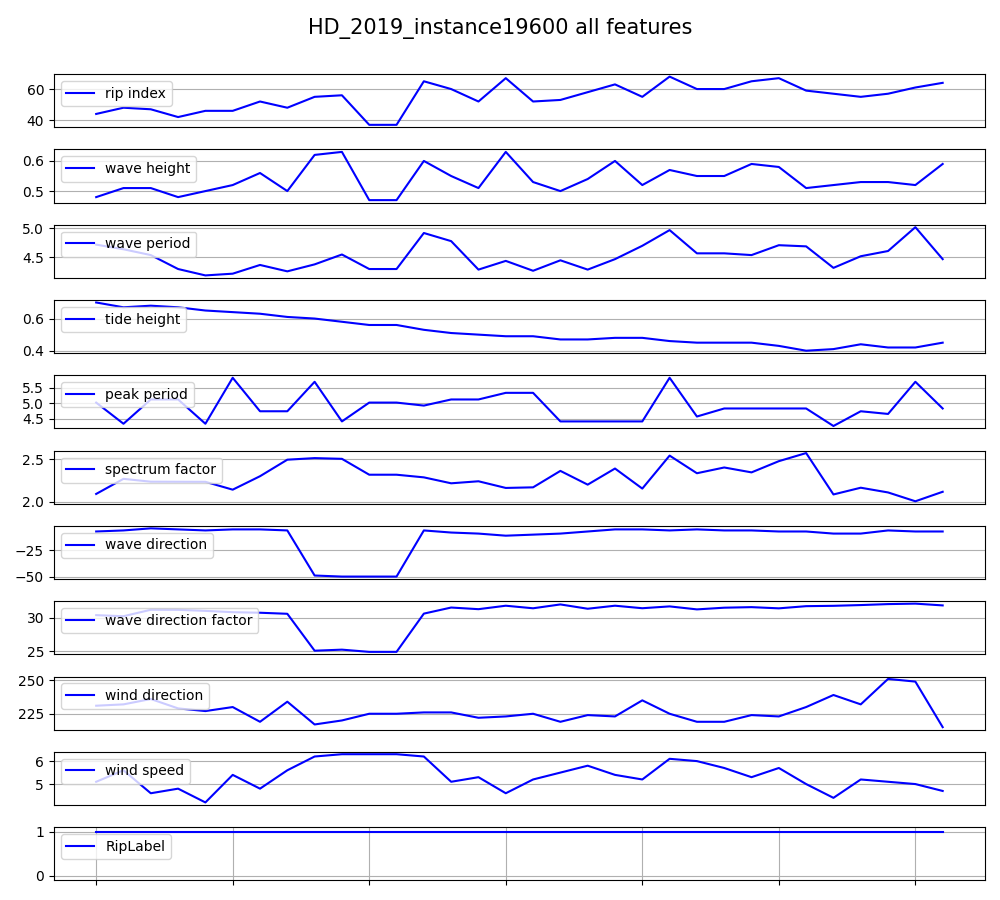 HD_2019_instance19600 all features
60
40
rip index
0.6
0.5
wave height
5.0
4.5
wave period
0.6
0.4
tide height
5.5
5.0
4.5
peak period
2.5
2.0
spectrum factor
−25
−50
wave direction
30
25
wave direction factor
250
225
wind direction
6
5
wind speed
1
0
RipLabel